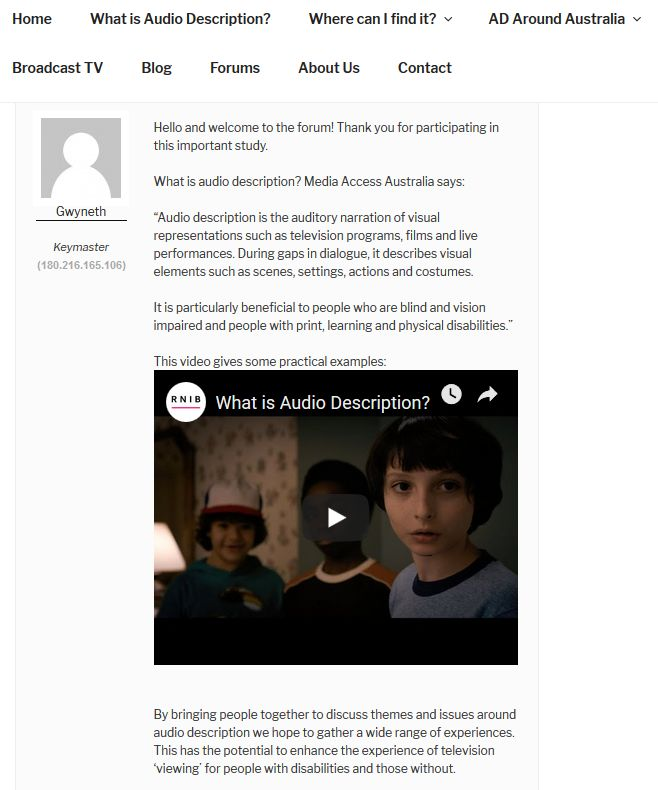 Home What is Audio Description? Where can I find it? AD Around Australia
Broadcast TV Blog Forums About Us Contact
Gwyneth
Keymaster
(180.216.165.106)
Hello and welcome to the forum! Thank you for participating in
this important study.
What is audio description? Media Access Australia says:
“Audio description is the auditory narration of visual
representations such as television programs, films and live
performances. During gaps in dialogue, it describes visual
elements such as scenes, settings, actions and costumes.
It is particularly beneficial to people who are blind and vision
impaired and people with print, learning and physical disabilities.”
This video gives some practical examples:
RNIB What is Audio Description?
By bringing people together to discuss themes and issues around
audio description we hope to gather a wide range of experiences.
This has the potential to enhance the experience of television
‘viewing’ for people with disabilities and those without.